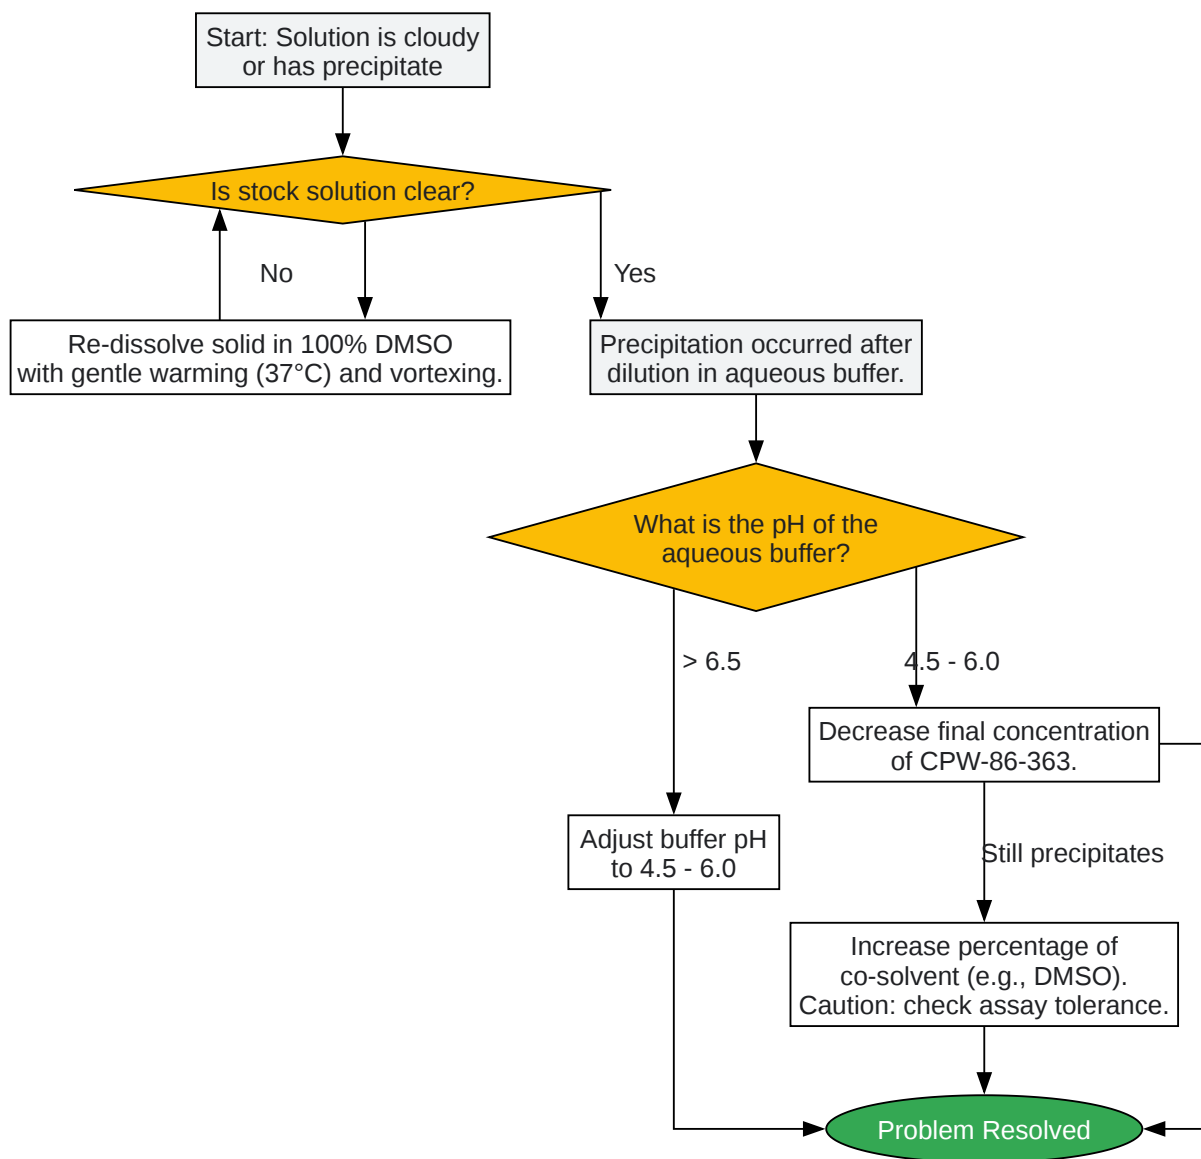 Start: Solution is cloudy
or has precipitate
Is stock solution clear?
No
Yes
Re-dissolve solid in 100% DMSO
with gentle warming (37°C) and vortexing.
Precipitation occurred after
dilution in aqueous buffer.
What is the pH of the
aqueous buffer?
> 6.5
4.5 - 6.0
Decrease final concentration
of CPW-86-363.
Adjust buffer pH
to 4.5 - 6.0
Still precipitates
Increase percentage of
co-solvent (e.g., DMSO).
Caution: check assay tolerance.
Problem Resolved